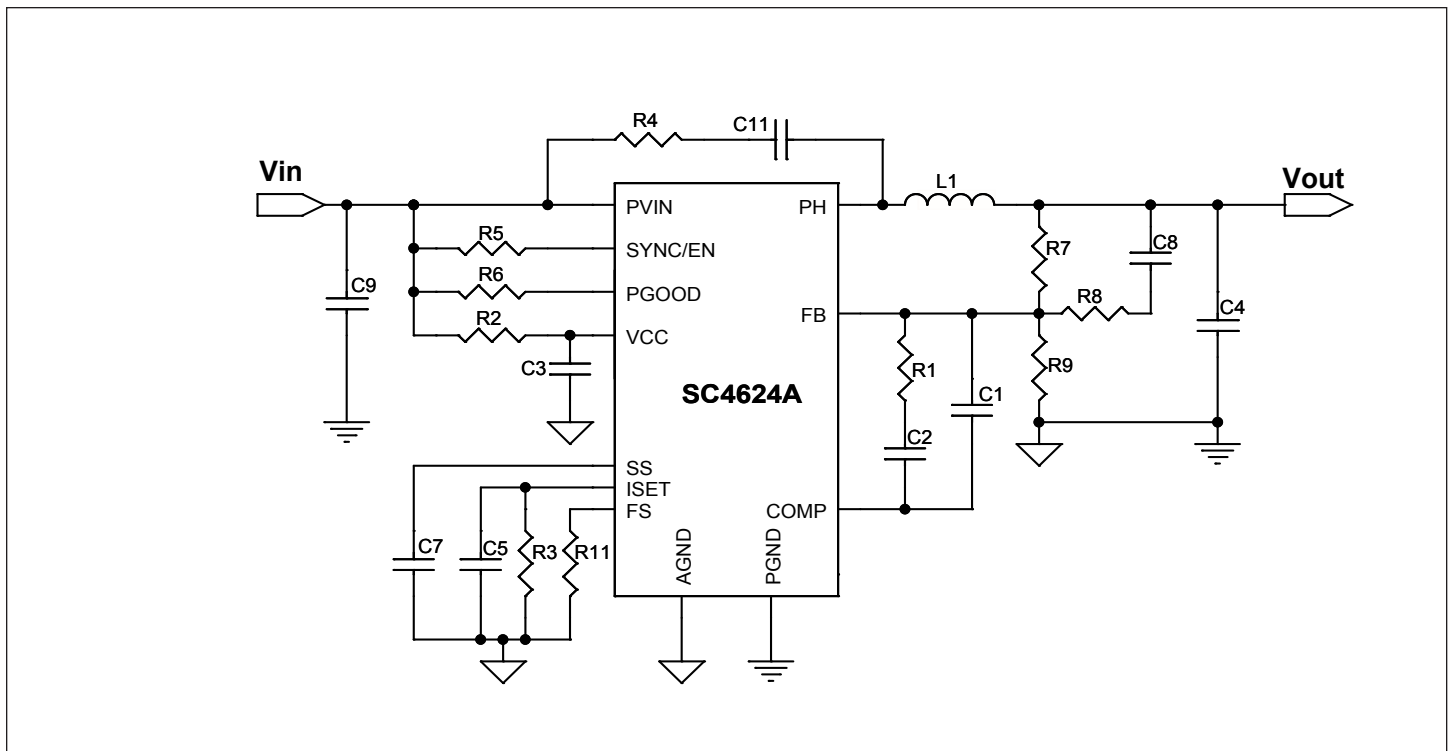 R4
C11
Vin
L1
Vout
PVIN
PH
R5
SYNC/EN
R7
C8
R6
PGOOD
C9
R8
R2
VCC
FB
C4
C3
R1
R9
SC4624A
C1
C2
SS
ISET
FS
COMP
C7
C5
R3
R11
AGND
PGND